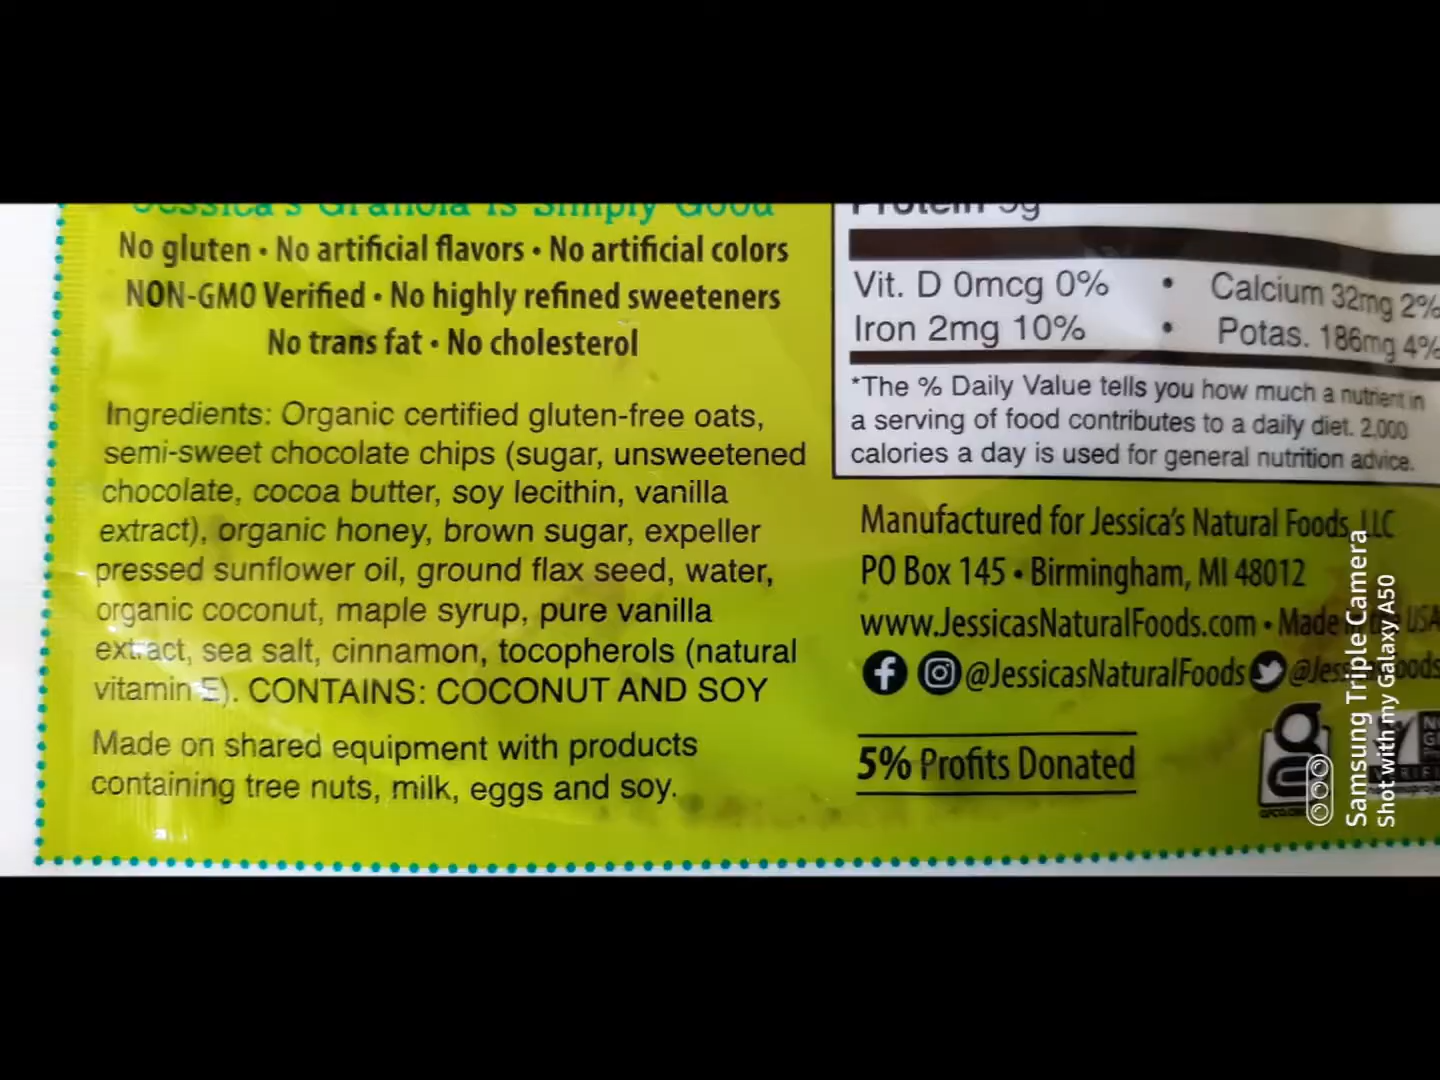 Jessica's Granola is Simply Good
No gluten • No artificial flavors • No artificial colors
NON-GMO Verified • No highly refined sweeteners
No trans fat • No cholesterol
Ingredients: Organic certified gluten-free oats,
semi-sweet chocolate chips (sugar, unsweetened
chocolate, cocoa butter, soy lecithin, vanilla
extract), organic honey, brown sugar, expeller
pressed sunflower oil, ground flax seed, water,
organic coconut, maple syrup, pure vanilla
extract, sea salt, cinnamon, tocopherols (natural
vitamin E). CONTAINS: COCONUT AND SOY
Made on shared equipment with products
containing tree nuts, milk, eggs and soy.
Protein 5g
Vit. D 0mcg 0% • Calcium 32mg 2%
Iron 2mg 10% • Potas. 186mg 4%
*The % Daily Value tells you how much a nutrient in
a serving of food contributes to a daily diet. 2,000
calories a day is used for general nutrition advice.
Manufactured for Jessica's Natural Foods, LLC
PO Box 145 • Birmingham, MI 48012
www.JessicasNaturalFoods.com • Made USA
@JessicasNaturalFoods
5% Profits Donated
Samsung Triple Camera
Shot with my Galaxy A50